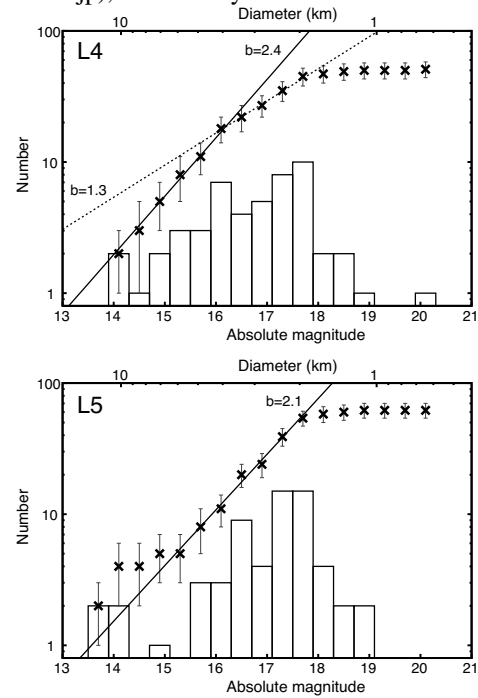 Diameter (km)
10 1
100
L4
b=2.4
10
b=1.3
1
Number
13 14 15 16 17 18 19 20 21
Absolute magnitude
Diameter (km)
10 1
100
L5
b=2.1
10
1
Number
13 14 15 16 17 18 19 20 21
Absolute magnitude